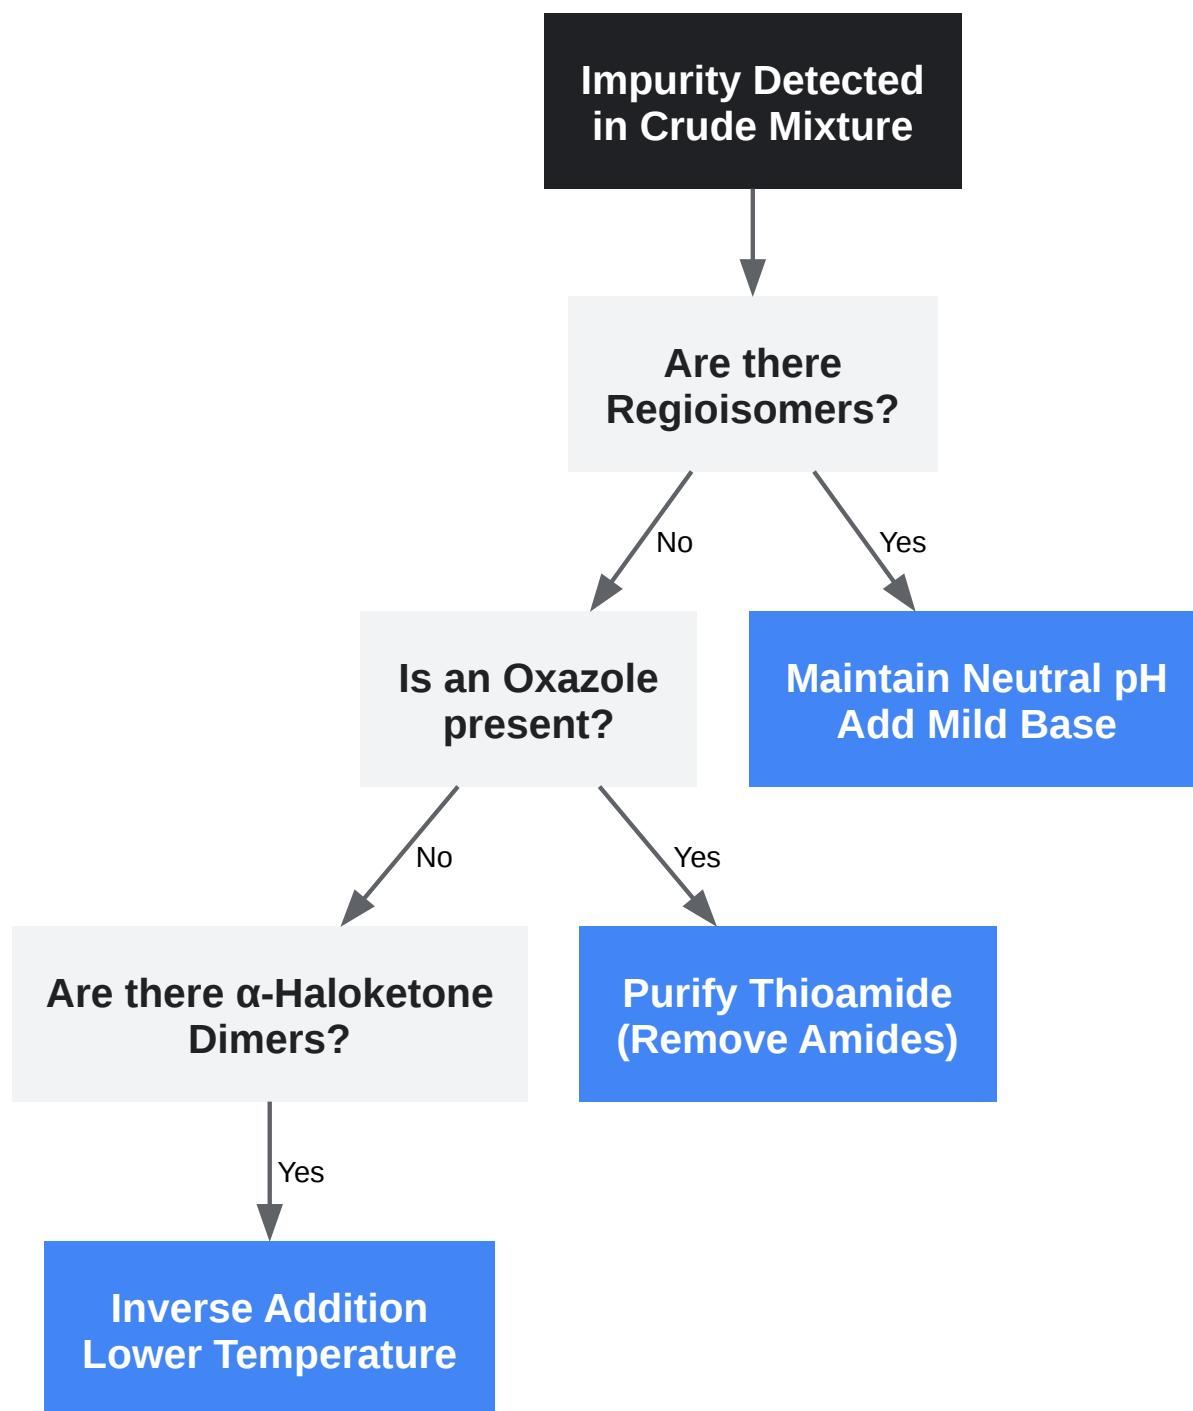 Impurity Detected
in Crude Mixture
Are there
Regioisomers?
No
Yes
Is an Oxazole
present?
Maintain Neutral pH
Add Mild Base
No
Yes
Are there α-Haloketone
Dimers?
Purify Thioamide
(Remove Amides)
Yes
Inverse Addition
Lower Temperature